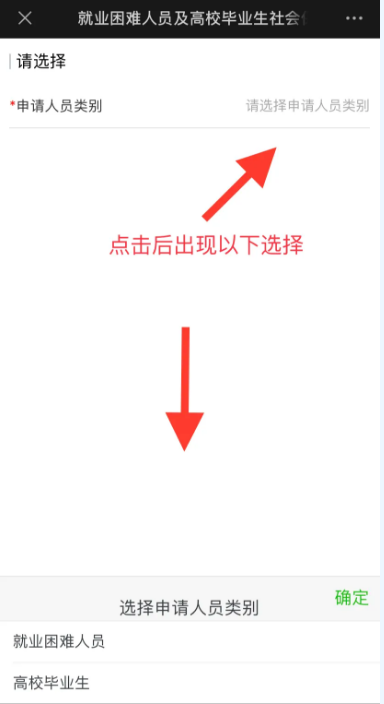 就业困难人员及高校毕业生社会
请选择
*申请人员类别
请选择申请人员类别
点击后出现以下选择
选择申请人员类别
确定
就业困难人员
高校毕业生